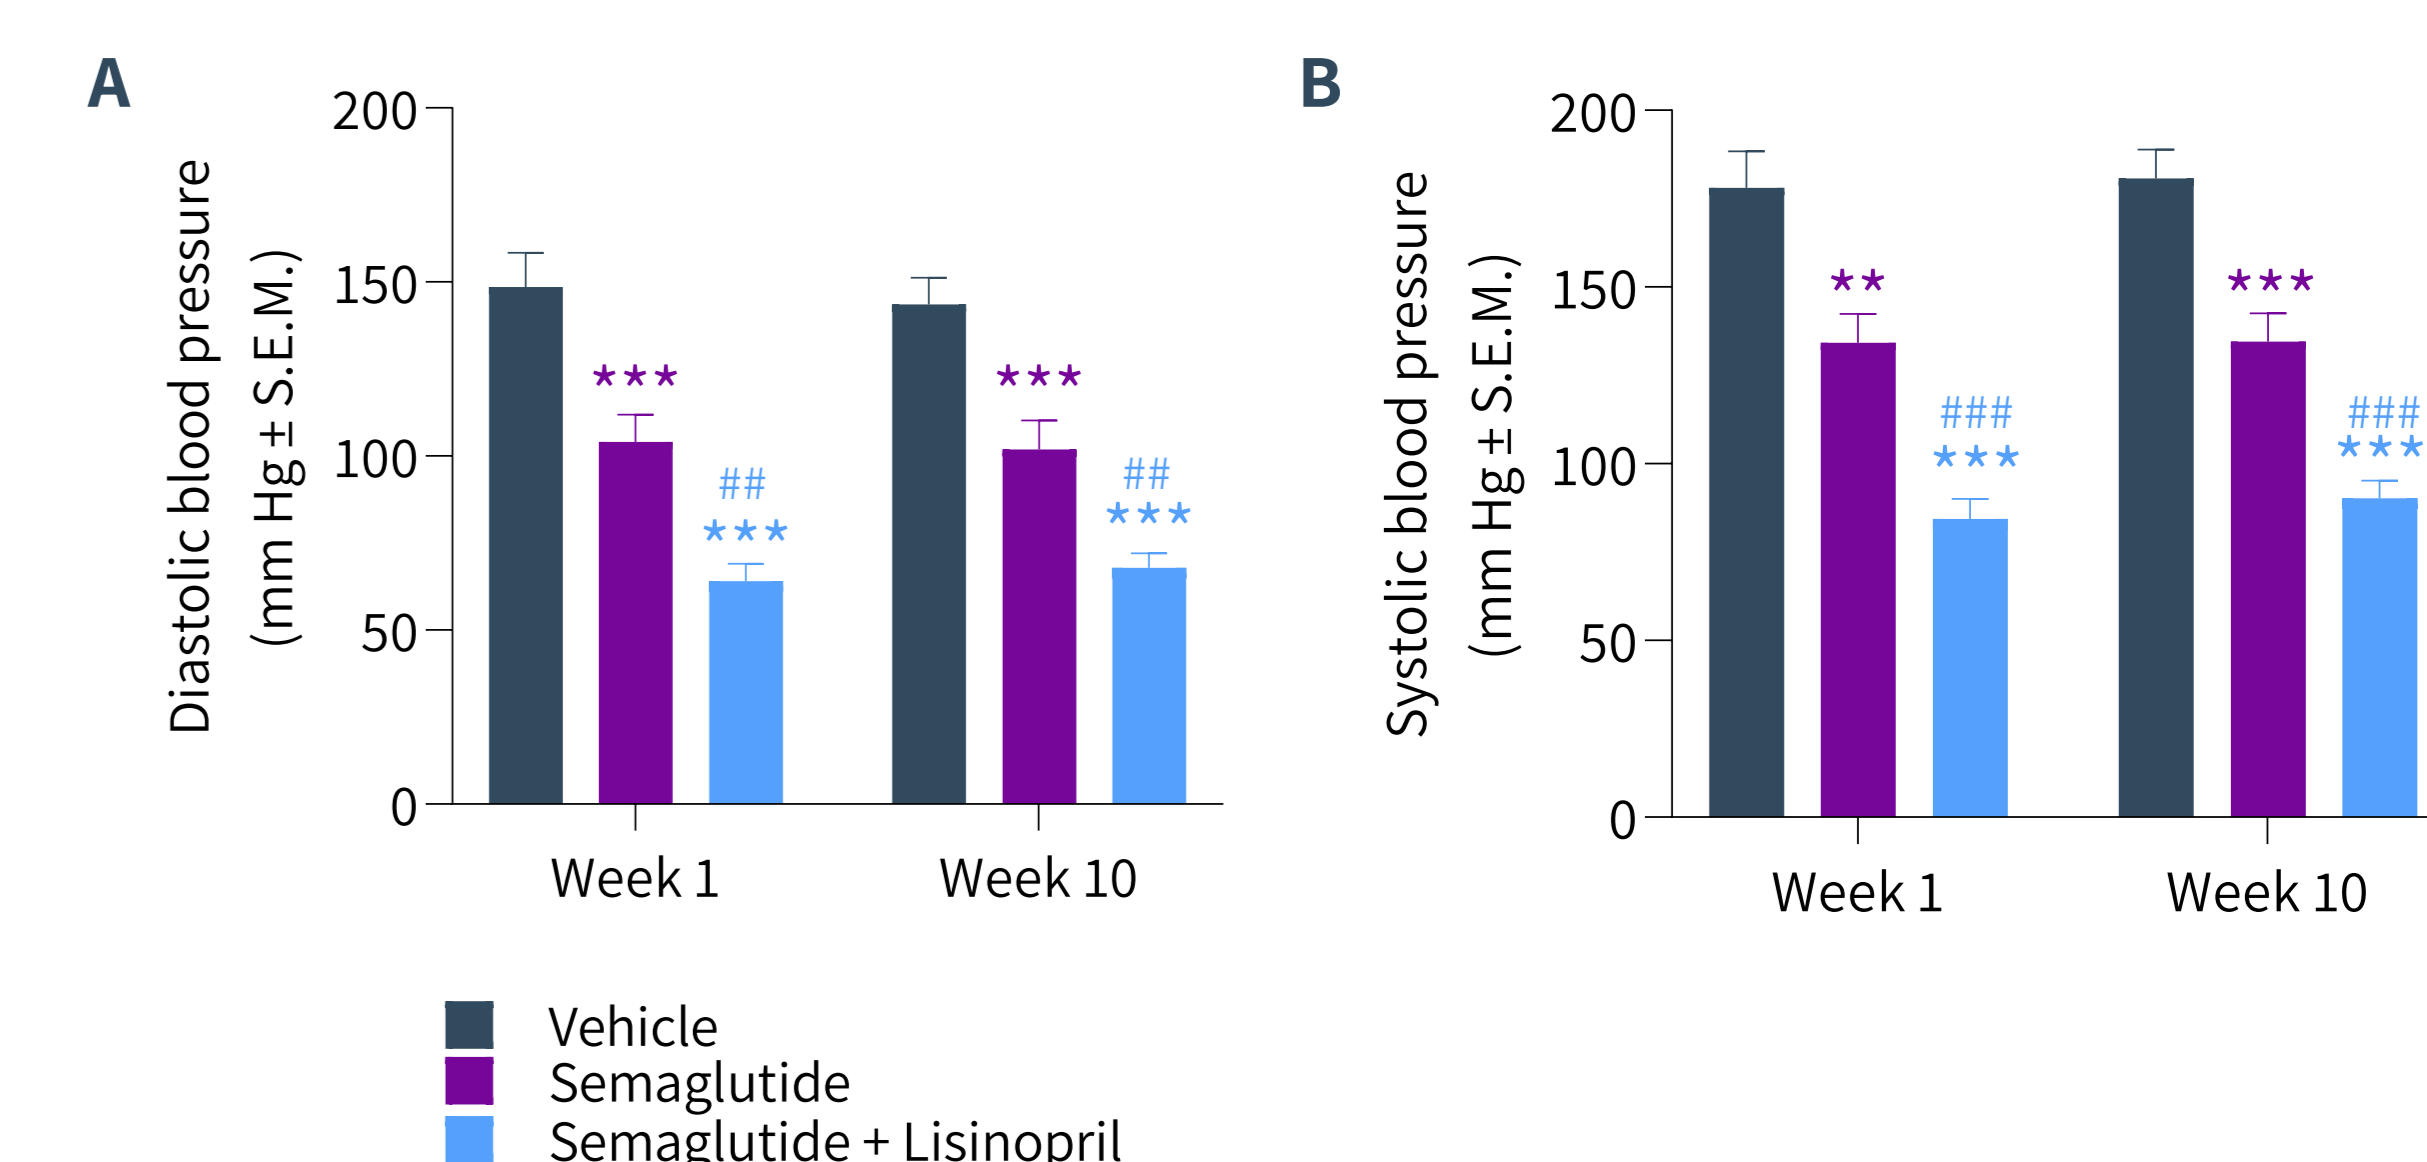 A
Diastolic blood pressure
(mm Hg ± S.E.M.)
200
150
100
50
0
***
##
***
***
##
***
Week 1
Week 10
B
Systolic blood pressure
(mm Hg ± S.E.M.)
200
150
100
50
0
**
###
***
***
###
***
Week 1
Week 10
Vehicle
Semaglutide
Semaglutide + Lisinopril